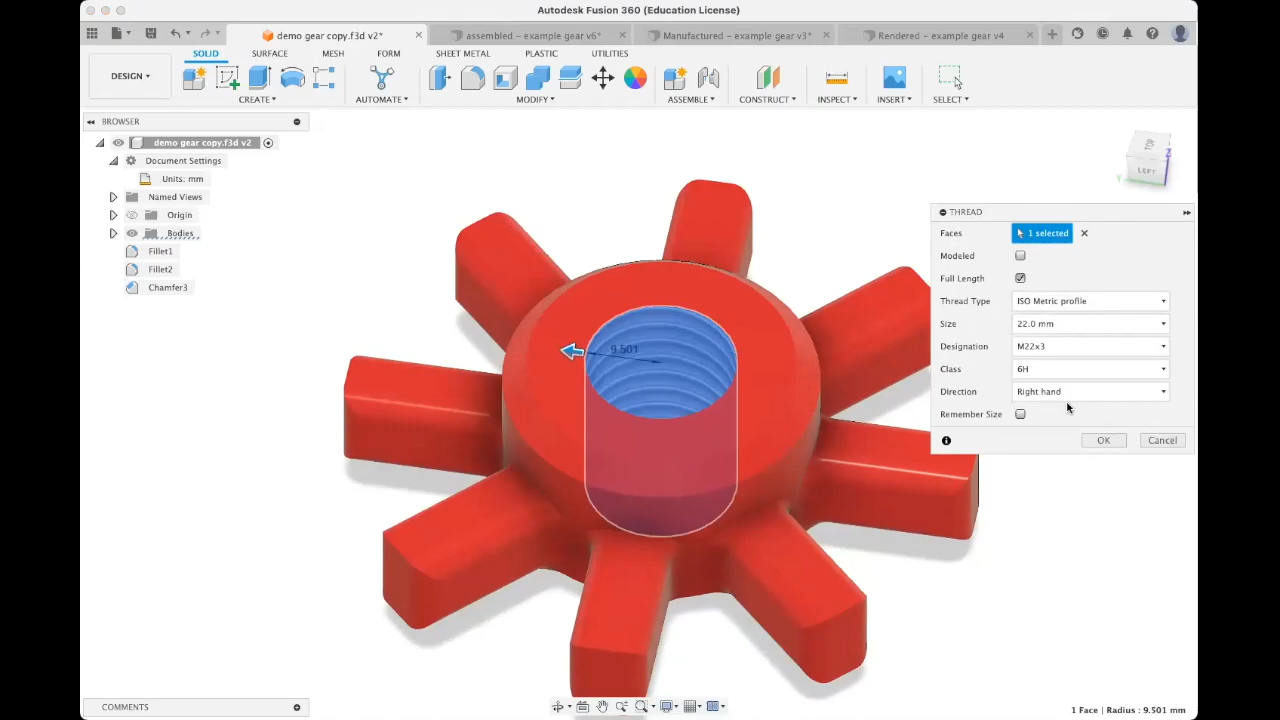 Autodesk Fusion 360 (Education License)
demo gear copy.f3d v2*
assembled – example gear v6*
Manufactured – example gear v3*
Rendered – example gear v4
SOLID SURFACE MESH FORM SHEET METAL PLASTIC UTILITIES
DESIGN
CREATE AUTOMATE MODIFY ASSEMBLE CONSTRUCT INSPECT INSERT SELECT
BROWSER
demo gear copy.f3d v2
Document Settings
Units: mm
Named Views
Origin
Bodies
Fillet1
Fillet2
Chamfer3
9.501
Z
Y
LEFT
THREAD
Faces 1 selected
Modeled
Full Length
Thread Type ISO Metric profile
Size 22.0 mm
Designation M22x3
Class 6H
Direction Right hand
Remember Size
OK Cancel
COMMENTS
1 Face | Radius : 9.501 mm